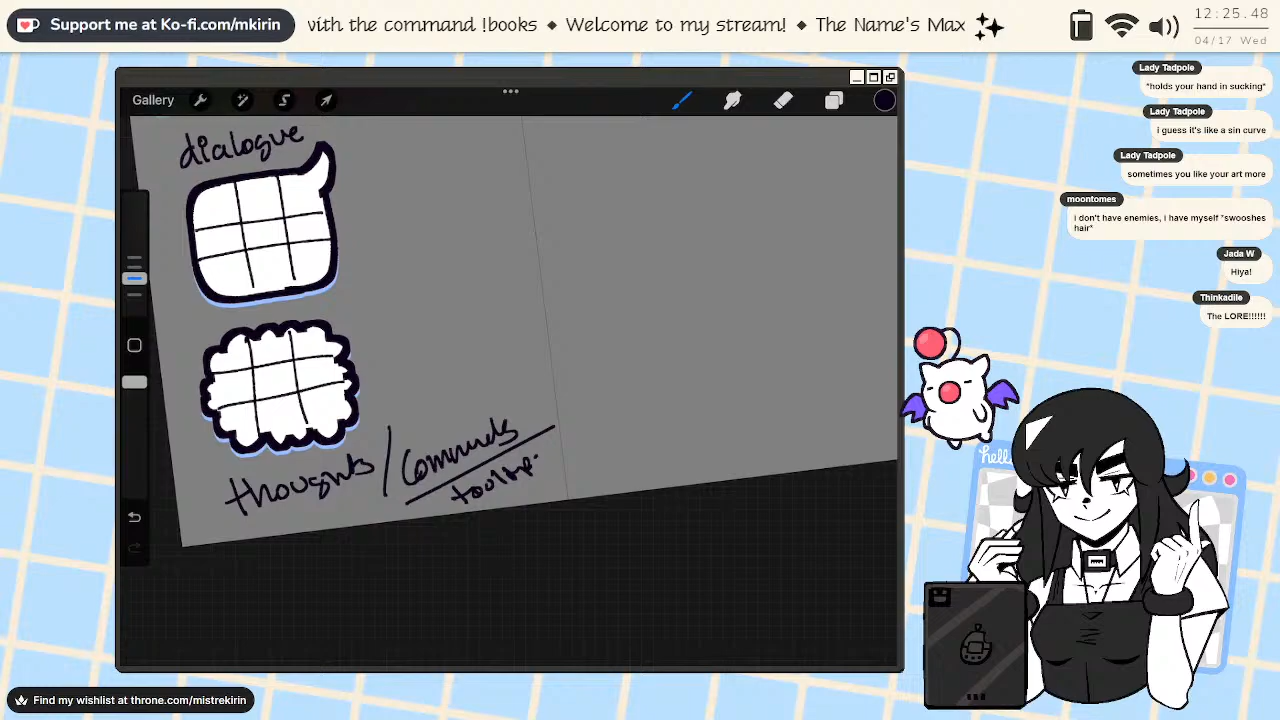 Support me at Ko-fi.com/mkirin
with the command !books ◆ Welcome to my stream! ◆ The Name's Max
12:25.48
04/17 Wed
Gallery
dialogue
thoughts / Commands
Lady Tadpole
*holds your hand in sucking*
Lady Tadpole
i guess it's like a sin curve
Lady Tadpole
sometimes you like your art more
moontomes
i don't have enemies, i have myself *swooshes
hair*
Jada W
Hiya!
Thinkadile
The LORE!!!!!!
Find my wishlist at throne.com/mistrekirin